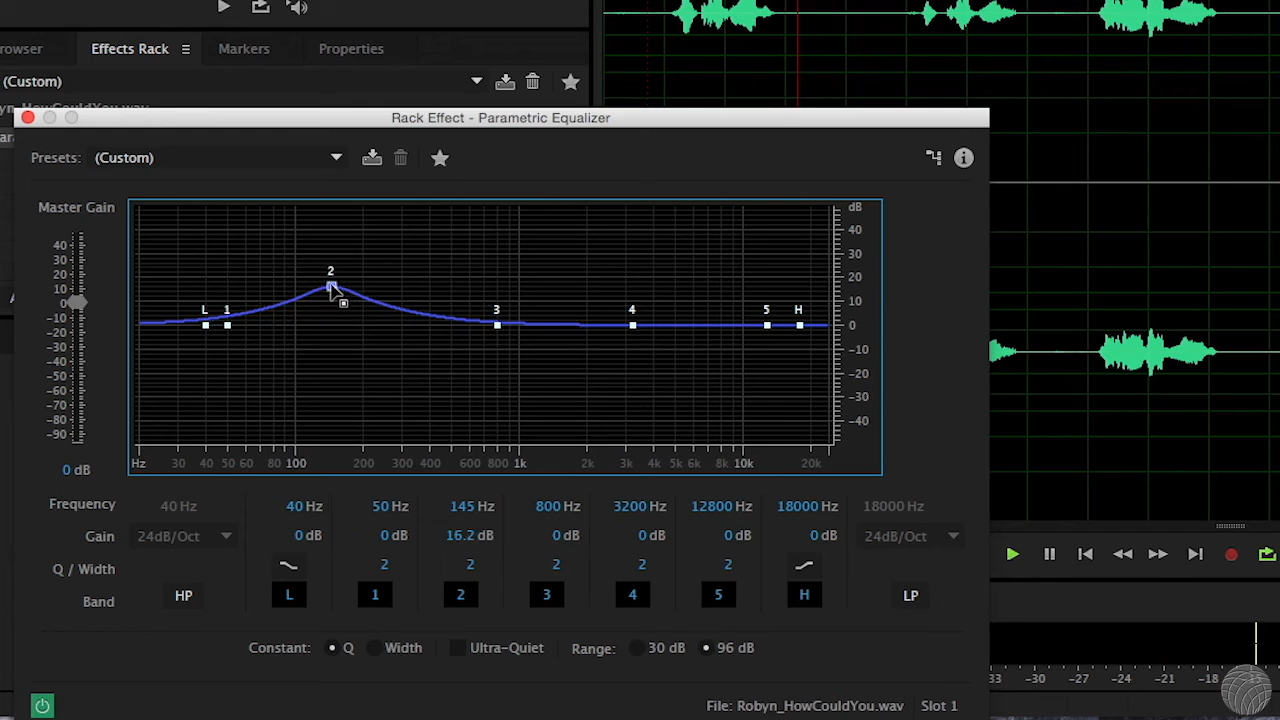 rowser Effects Rack Markers Properties
(Custom)
yn_HowCouldYou.wav
Rack Effect - Parametric Equalizer
Presets: (Custom)
Master Gain
dB
40 30 20 10 0 -10 -20 -30 -40 -50 -60 -70 -80 -90
0 dB
2
L 1 3 4 5 H
40 30 20 10 0 -10 -20 -30 -40
Hz 30 40 50 60 80 100 200 300 400 600 800 1k 2k 3k 4k 5k 6k 10k 20k
Frequency 40 Hz 40 Hz 50 Hz 145 Hz 800 Hz 3200 Hz 12800 Hz 18000 Hz 18000 Hz
Gain 24dB/Oct 0 dB 0 dB 16.2 dB 0 dB 0 dB 0 dB 0 dB 24dB/Oct
Q / Width 2 2 2 2 2
Band HP L 1 2 3 4 5 H LP
Constant: Q Width Ultra-Quiet Range: 30 dB 96 dB
File: Robyn_HowCouldYou.wav Slot 1
-33 -30 -27 -24 -21 -18 -15